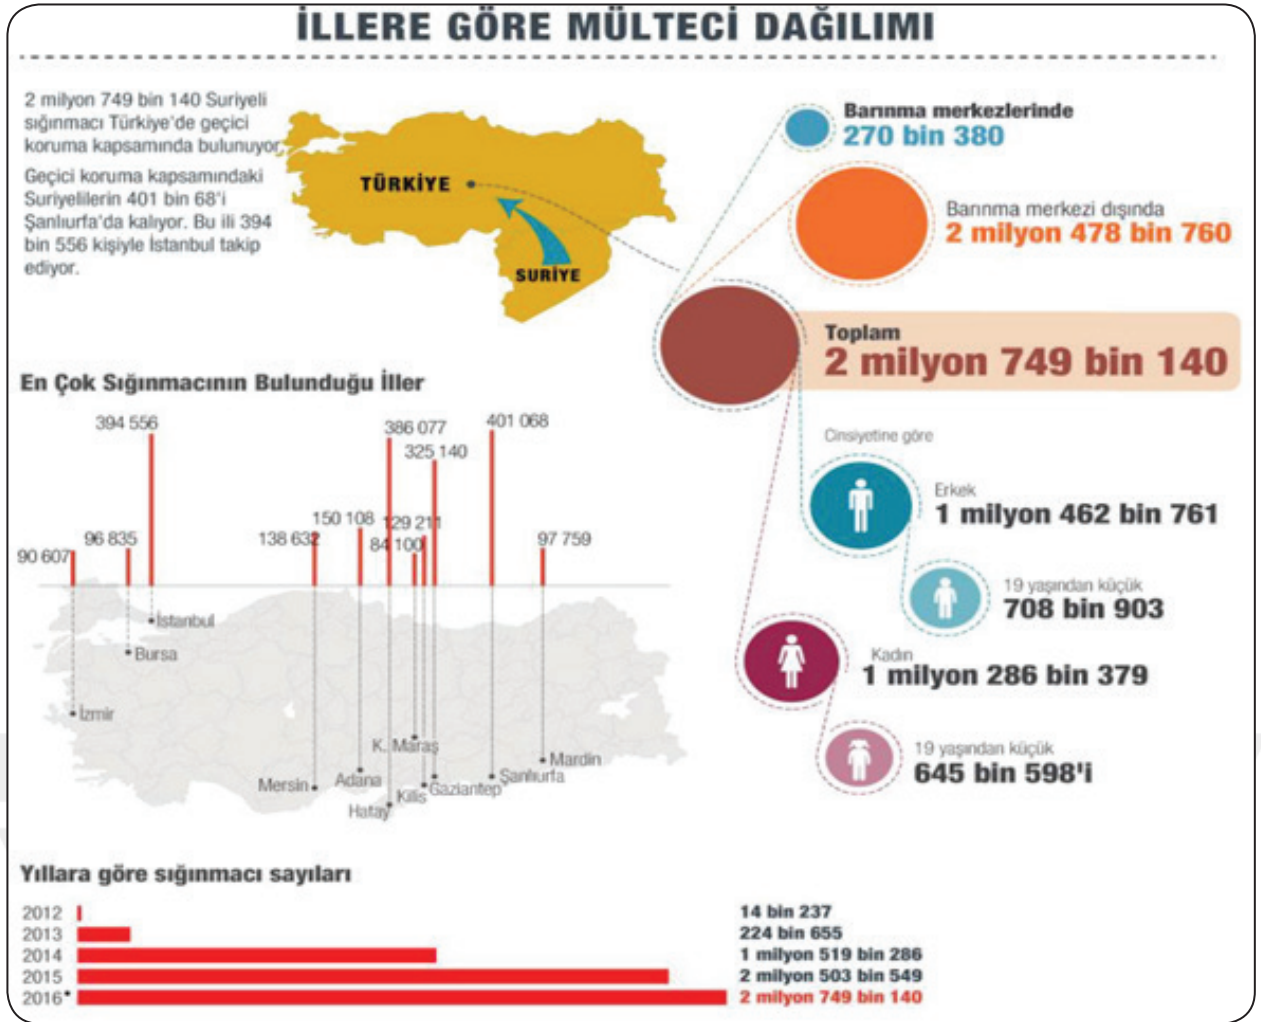 İLLERE GÖRE MÜLTECİ DAĞILIMI
2 milyon 749 bin 140 Suriyeli
sığınmacı Türkiye'de geçici
koruma kapsamında bulunuyor
Geçici koruma kapsamındaki
Suriyelilerin 401 bin 68'i
Şanlıurfa'da kalıyor. Bu ili 394
bin 556 kişiyle İstanbul takip
ediyor.
TÜRKİYE
SURİYE
Barınma merkezlerinde
270 bin 380
Barınma merkezi dışında
2 milyon 478 bin 760
Toplam
2 milyon 749 bin 140
Cinsiyetine göre
Erkek
1 milyon 462 bin 761
19 yaşından küçük
708 bin 903
Kadın
1 milyon 286 bin 379
19 yaşından küçük
645 bin 598'i
En Çok Sığınmacının Bulunduğu İller
90 607
96 835
394 556
138 632
150 108
386 077
84 100
129 211
325 140
401 068
97 759
İstanbul
Bursa
İzmir
Mersin
Adana
Hatay
K. Maraş
Kilis
Gaziantep
Şanlıurfa
Mardin
Yıllara göre sığınmacı sayıları
2012 14 bin 237
2013 224 bin 655
2014 1 milyon 519 bin 286
2015 2 milyon 503 bin 549
2016* 2 milyon 749 bin 140